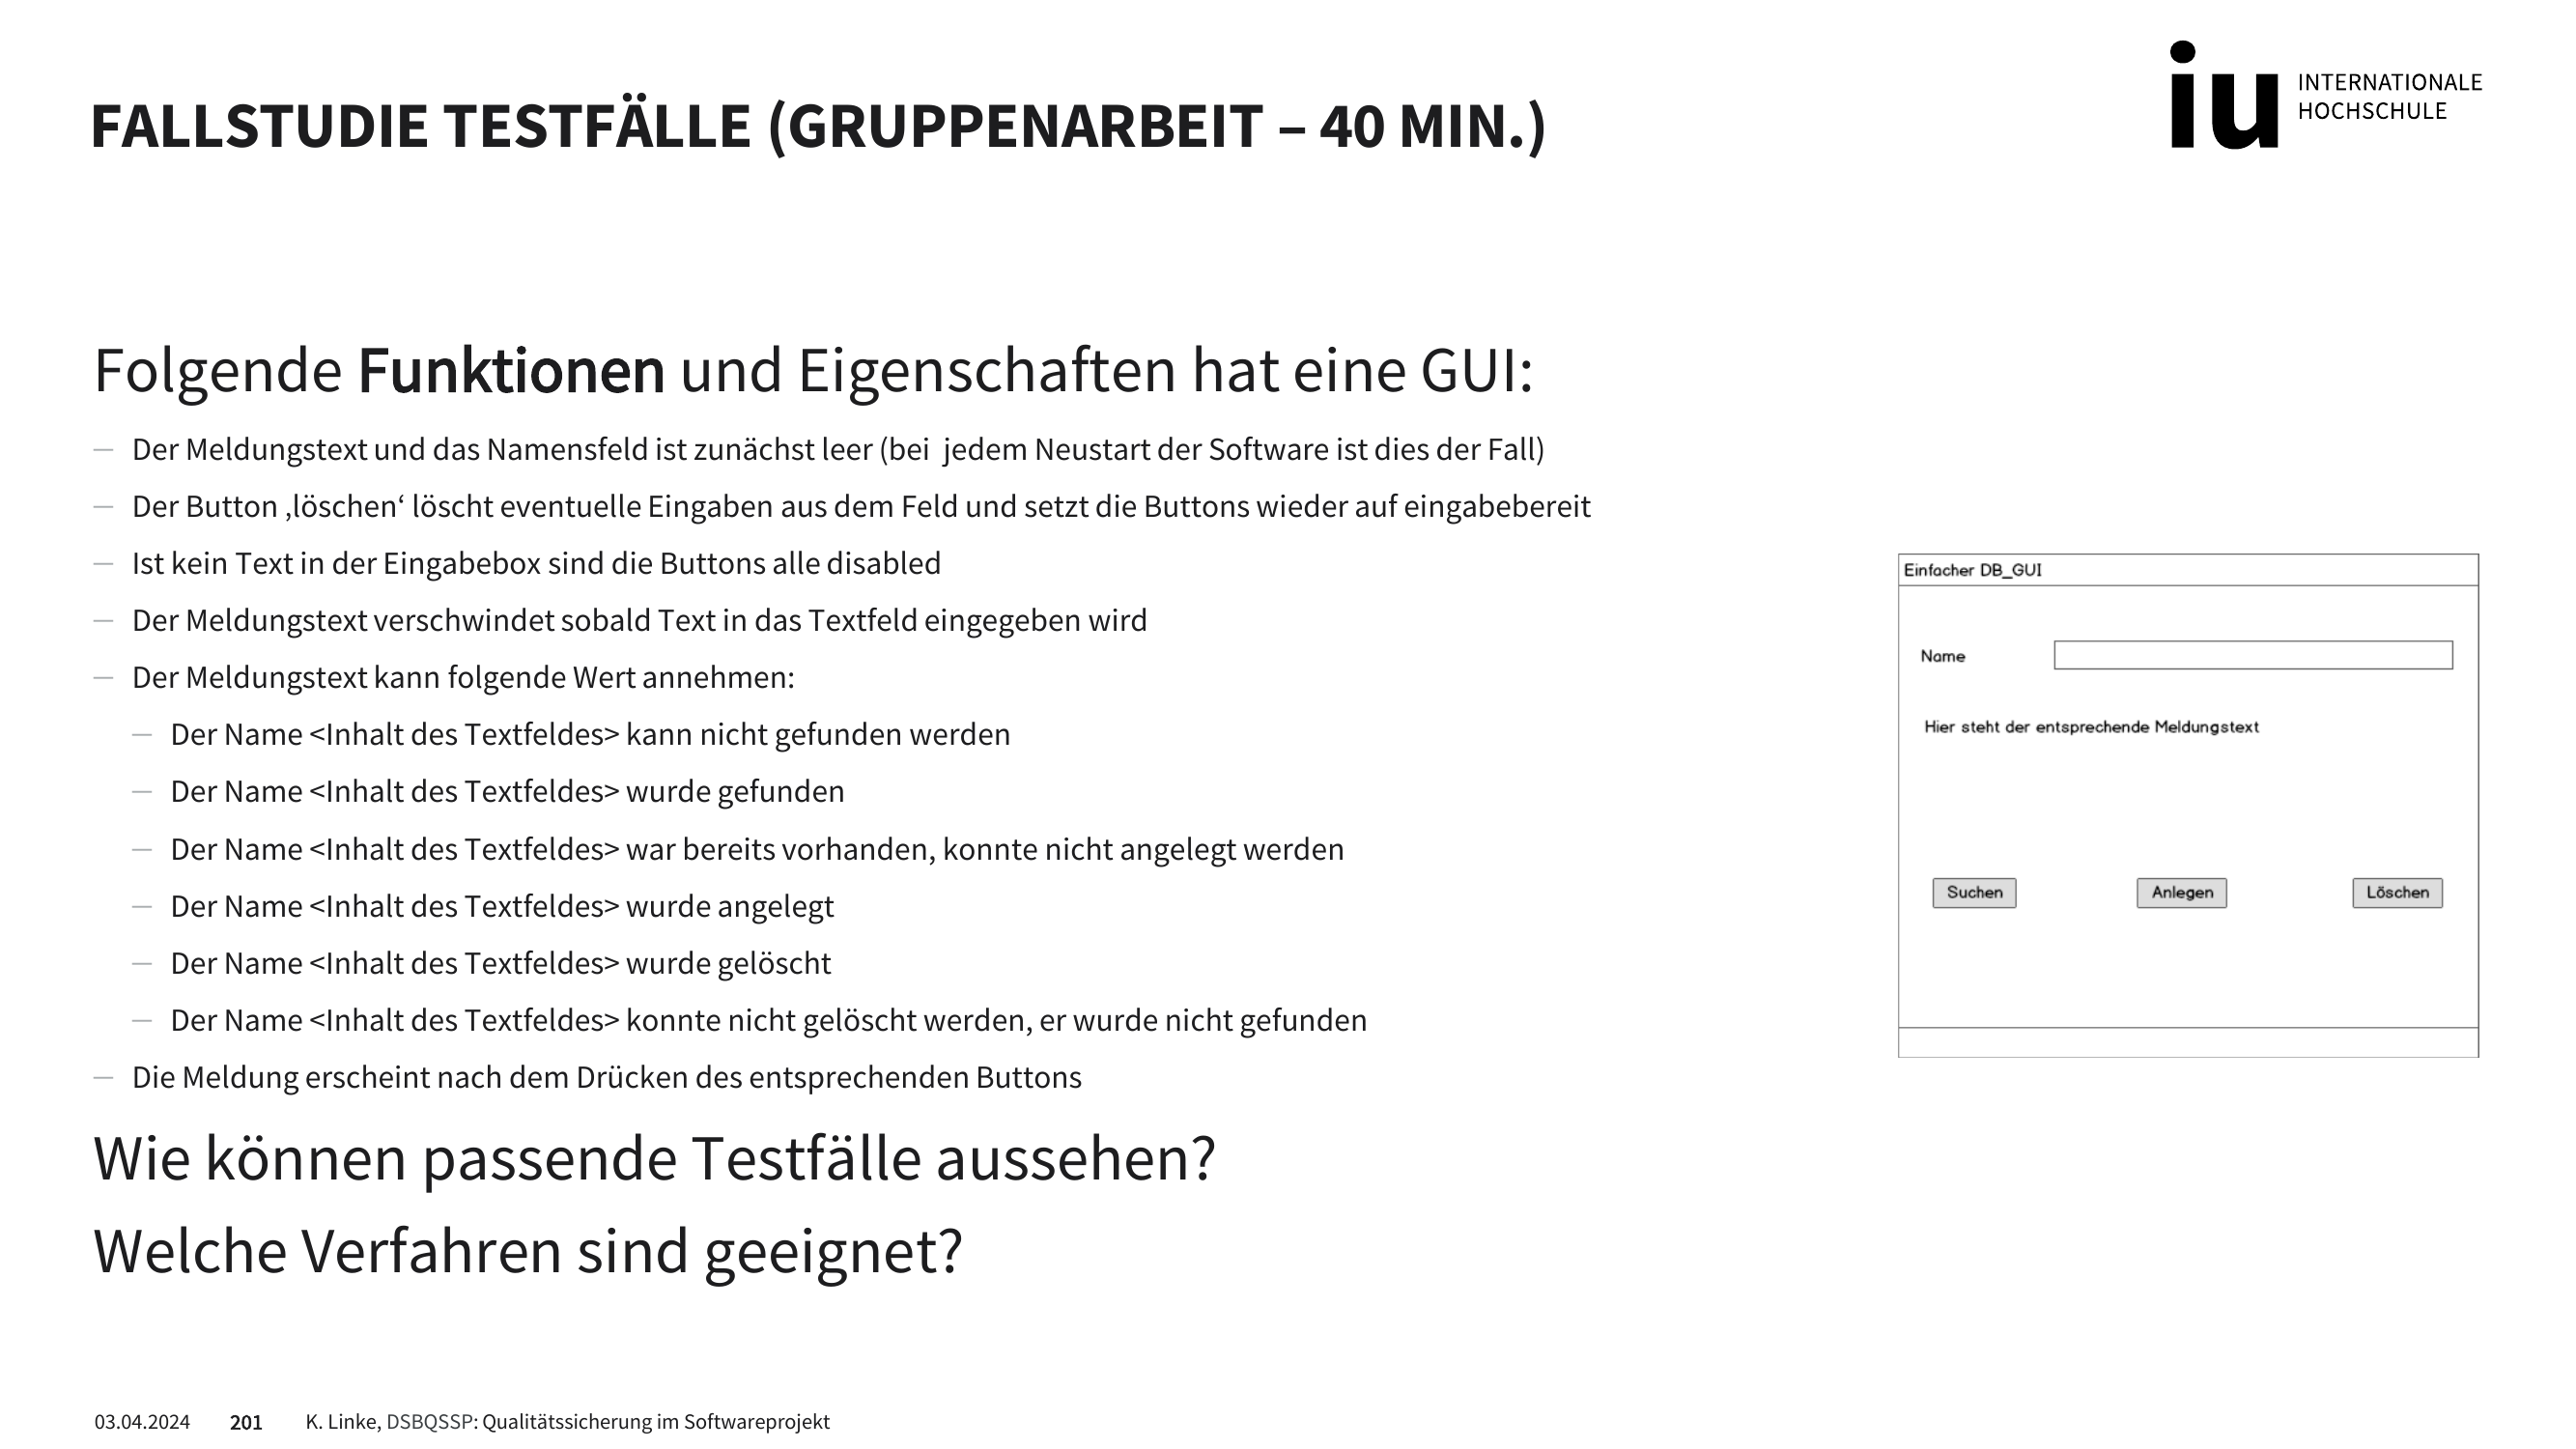 FALLSTUDIE TESTFÄLLE (GRUPPENARBEIT – 40 MIN.)
iu INTERNATIONALE
HOCHSCHULE
Folgende Funktionen und Eigenschaften hat eine GUI:
— Der Meldungstext und das Namensfeld ist zunächst leer (bei  jedem Neustart der Software ist dies der Fall)
— Der Button ‚löschen‘ löscht eventuelle Eingaben aus dem Feld und setzt die Buttons wieder auf eingabebereit
— Ist kein Text in der Eingabebox sind die Buttons alle disabled
— Der Meldungstext verschwindet sobald Text in das Textfeld eingegeben wird
— Der Meldungstext kann folgende Wert annehmen:
— Der Name <Inhalt des Textfeldes> kann nicht gefunden werden
— Der Name <Inhalt des Textfeldes> wurde gefunden
— Der Name <Inhalt des Textfeldes> war bereits vorhanden, konnte nicht angelegt werden
— Der Name <Inhalt des Textfeldes> wurde angelegt
— Der Name <Inhalt des Textfeldes> wurde gelöscht
— Der Name <Inhalt des Textfeldes> konnte nicht gelöscht werden, er wurde nicht gefunden
— Die Meldung erscheint nach dem Drücken des entsprechenden Buttons
Wie können passende Testfälle aussehen?
Welche Verfahren sind geeignet?
Einfacher DB_GUI
Name
Hier steht der entsprechende Meldungstext
Suchen Anlegen Löschen
03.04.2024 201 K. Linke, DSBQSSP: Qualitätssicherung im Softwareprojekt